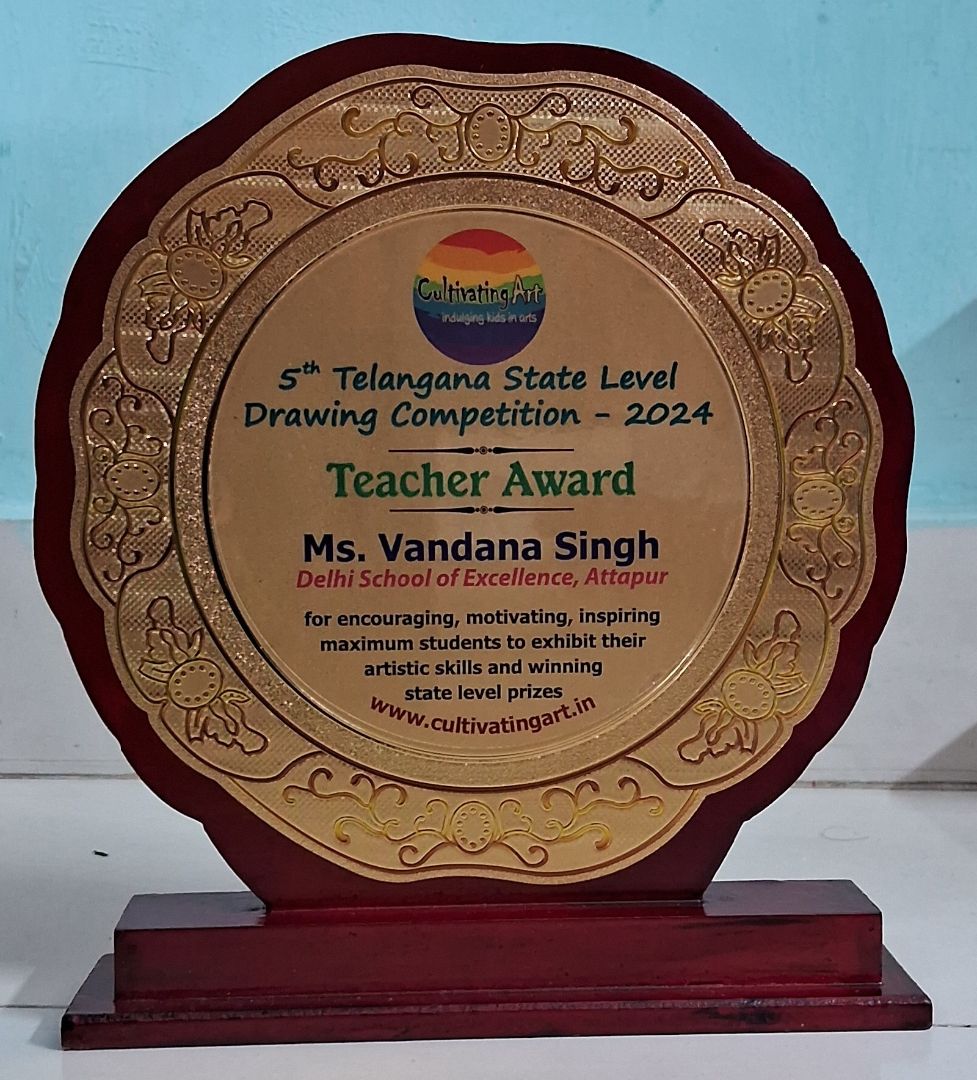 Cultivating Art
indulging kids in arts
5th Telangana State Level
Drawing Competition - 2024
Teacher Award
Ms. Vandana Singh
Delhi School of Excellence, Attapur
for encouraging, motivating, inspiring
maximum students to exhibit their
artistic skills and winning
state level prizes
www.cultivatingart.in